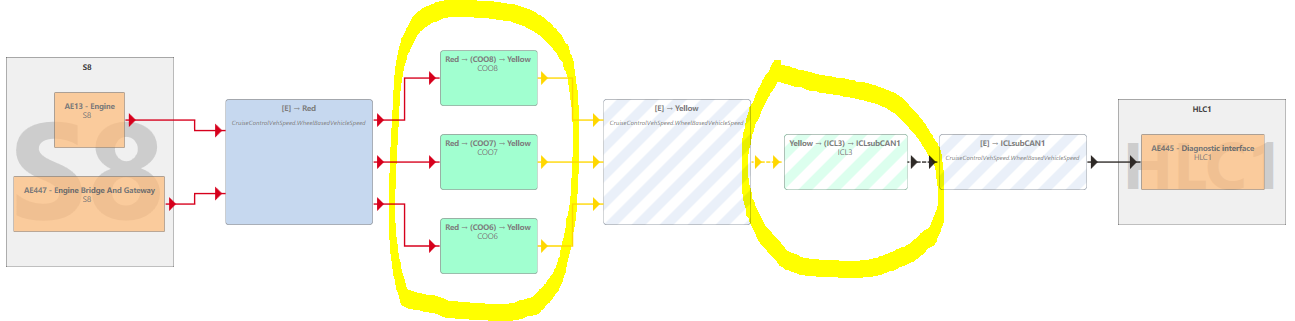 S8
S8
AE13 - Engine
S8
AE447 - Engine Bridge And Gateway
S8
[E] → Red
CruiseControlVehSpeed.WheelBasedVehicleSpeed
Red → (COO8) → Yellow
COO8
Red → (COO7) → Yellow
COO7
Red → (COO6) → Yellow
COO6
[E] → Yellow
CruiseControlVehSpeed.WheelBasedVehicleSpeed
Yellow → (ICL3) → ICLsubCAN1
ICL3
[E] → ICLsubCAN1
CruiseControlVehSpeed.WheelBasedVehicleSpeed
HLC1
HLC1
AE445 - Diagnostic Interface
HLC1